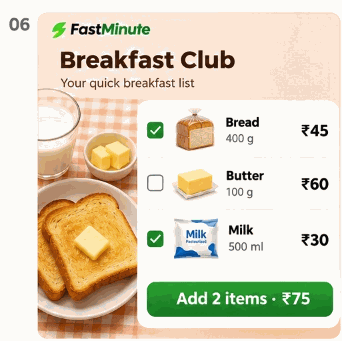 06
FastMinute
Breakfast Club
Your quick breakfast list
Bread ₹45
400 g
Butter ₹60
100 g
Milk ₹30
500 ml
Milk
Pasteurised
Add 2 items · ₹75